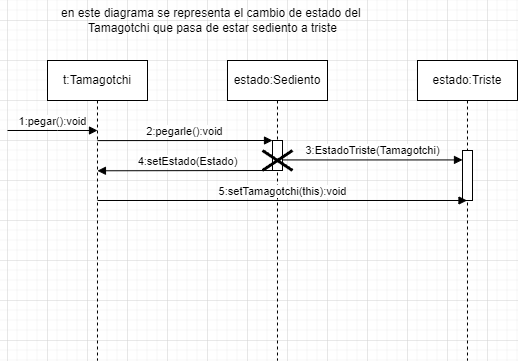 en este diagrama se representa el cambio de estado del
Tamagotchi que pasa de estar sediento a triste
t:Tamagotchi
estado:Sediento
estado:Triste
1:pegar():void
2:pegarle():void
3:EstadoTriste(Tamagotchi)
4:setEstado(Estado)
5:setTamagotchi(this):void